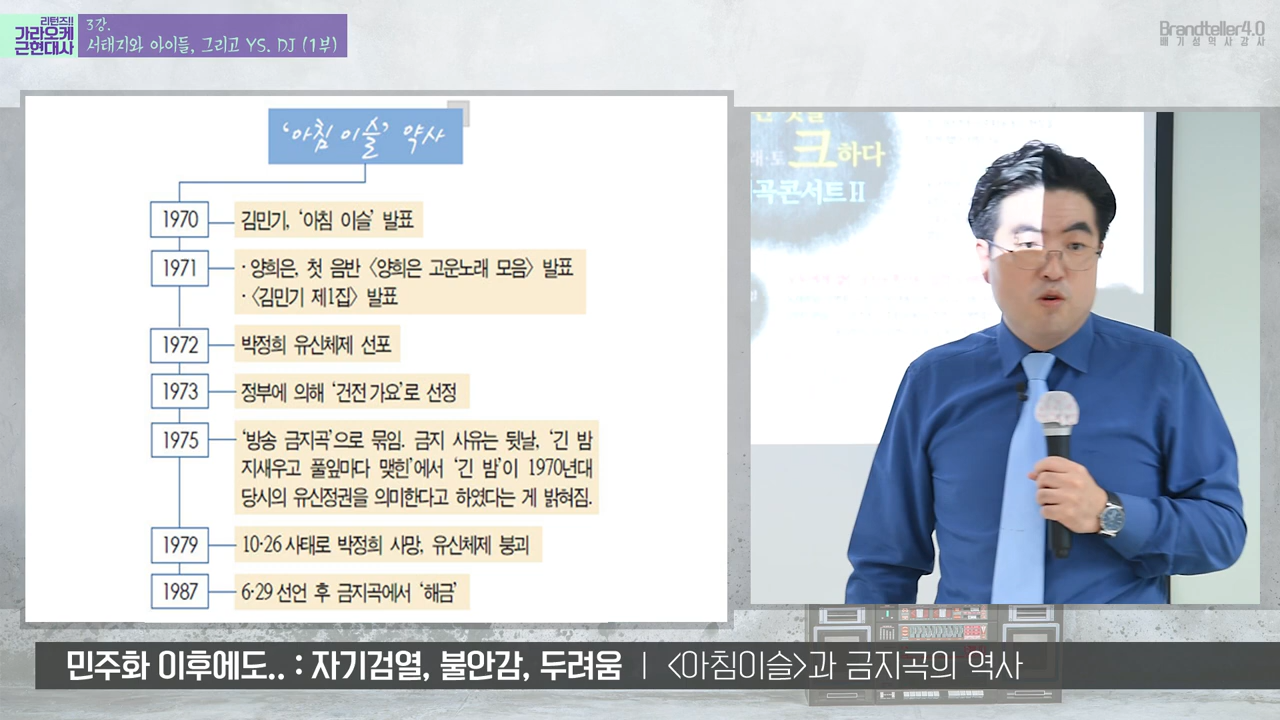 리턴즈!!
가라오케
근현대사
3강.
서태지와 아이들, 그리고 YS. DJ (1부)
Brandteller4.0
배기성역사강사
'아침 이슬' 약사
1970 김민기, '아침 이슬' 발표
1971 · 양희은, 첫 음반 〈양희은 고운노래 모음〉 발표
· 〈김민기 제1집〉 발표
1972 박정희 유신체제 선포
1973 정부에 의해 '건전 가요'로 선정
1975 '방송 금지곡'으로 묶임. 금지 사유는 뒷날, '긴 밤
지새우고 풀잎마다 맺힌'에서 '긴 밤'이 1970년대
당시의 유신정권을 의미한다고 하였다는 게 밝혀짐.
1979 10·26 사태로 박정희 사망, 유신체제 붕괴
1987 6·29 선언 후 금지곡에서 '해금'
크하다
곡콘서트Ⅱ
민주화 이후에도.. : 자기검열, 불안감, 두려움 | <아침이슬>과 금지곡의 역사